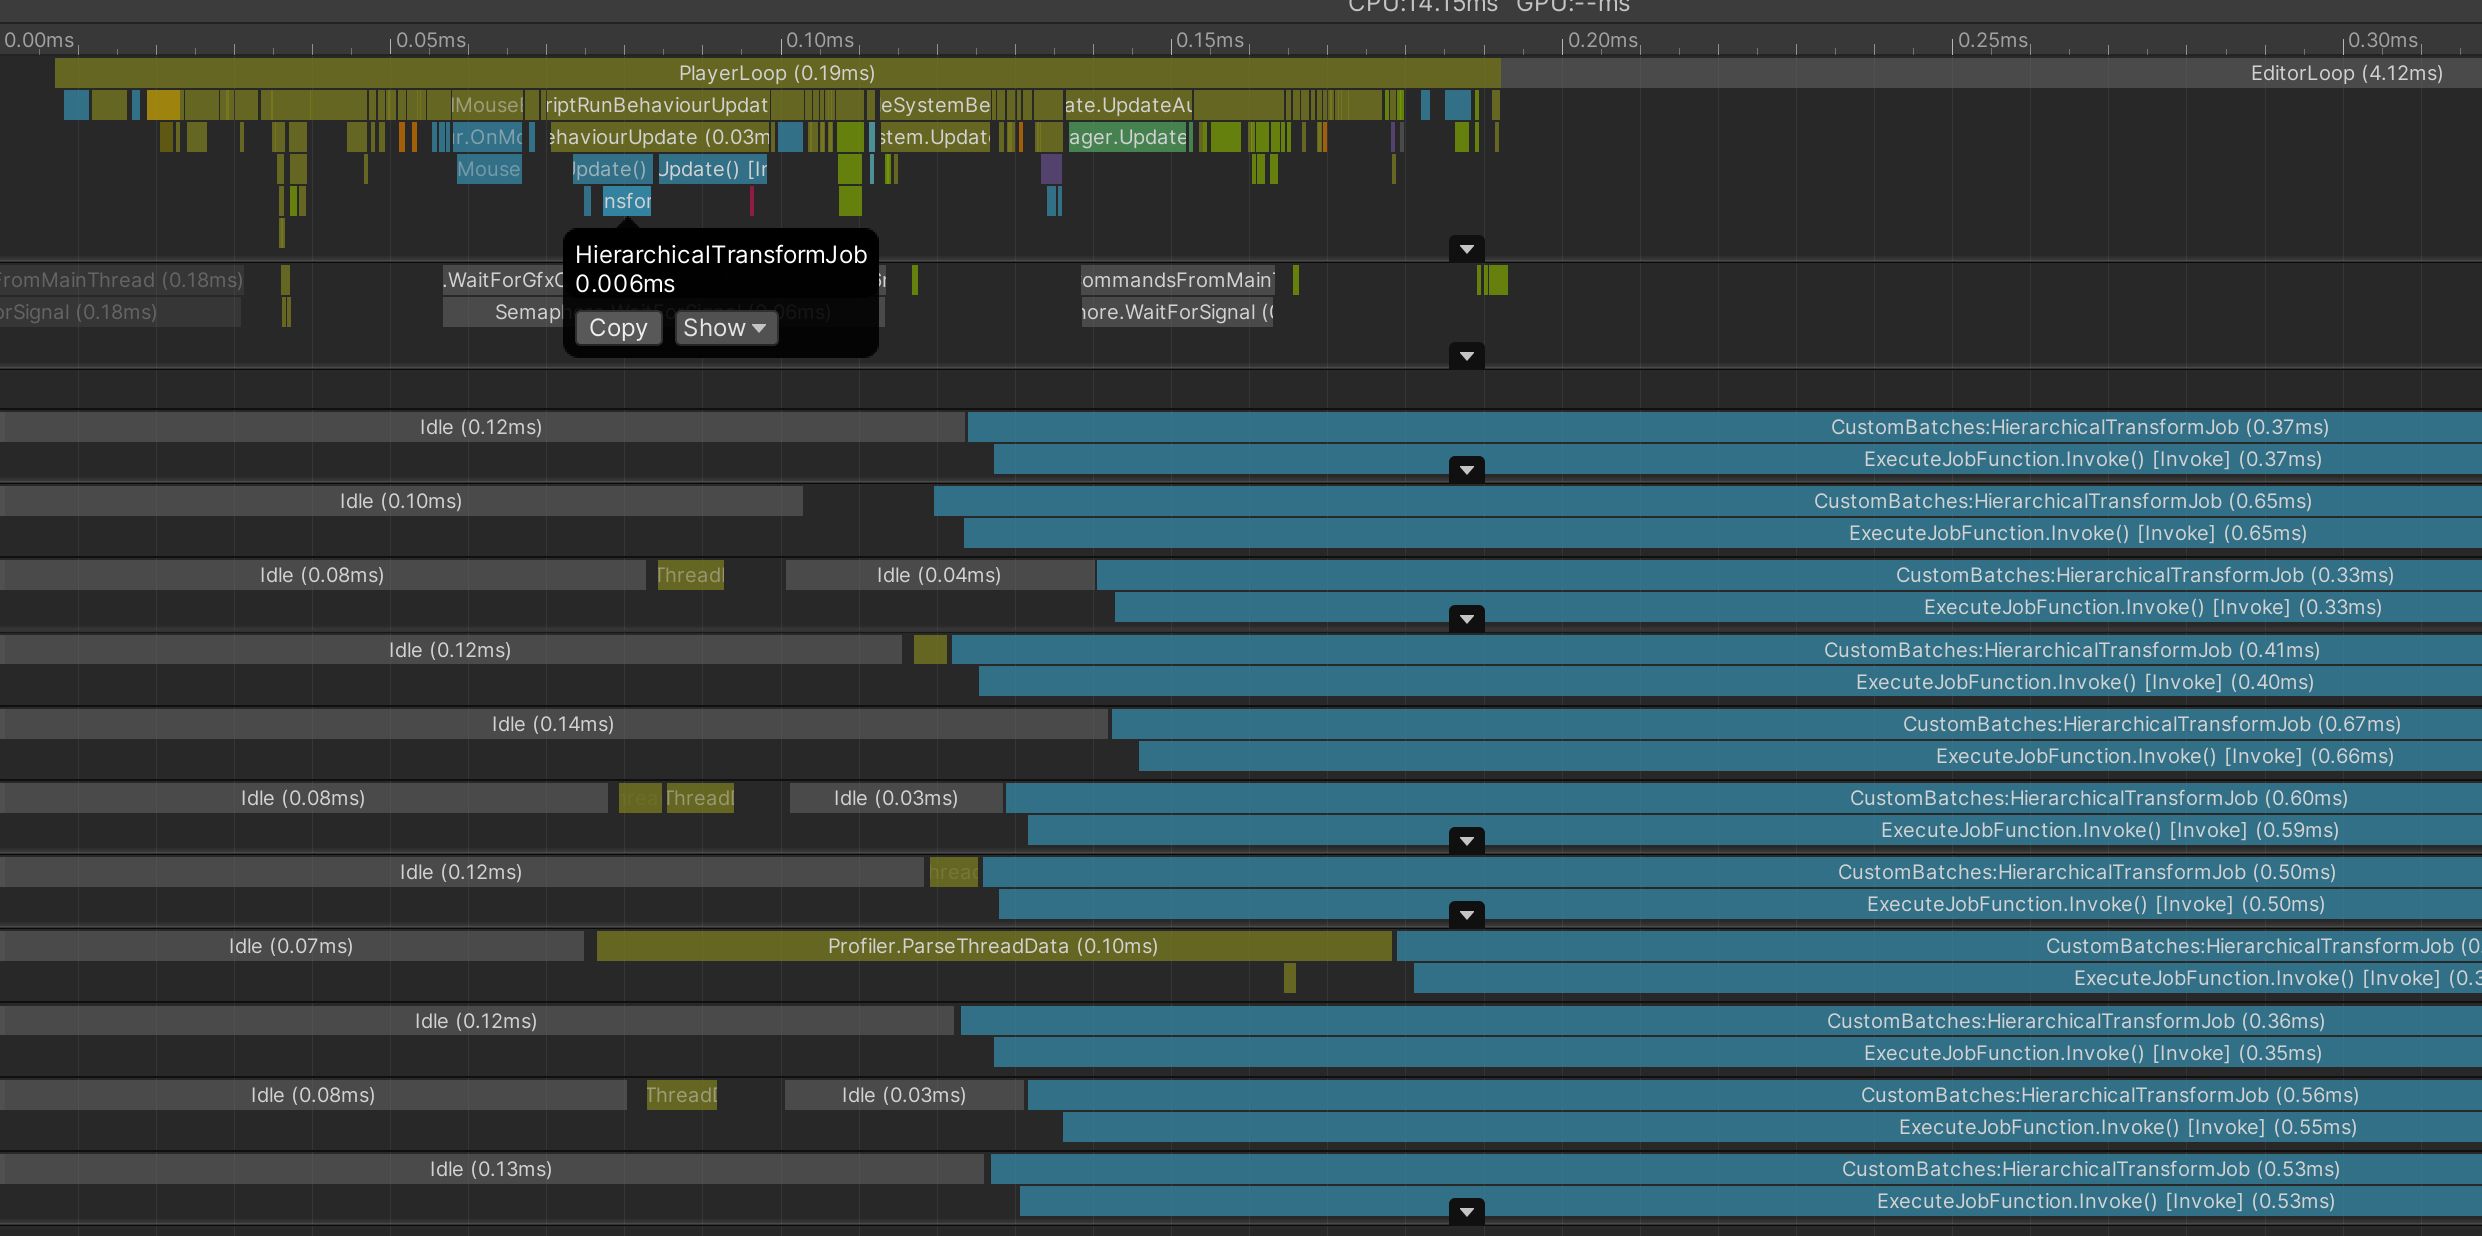 CPU:14.15ms GPU:--ms
0.00ms 0.05ms 0.10ms 0.15ms 0.20ms 0.25ms 0.30ms
PlayerLoop (0.19ms) EditorLoop (4.12ms)
riptRunBehaviourUpdat eSystemBe ate.UpdateAu
r.OnMo ehaviourUpdate (0.03m stem.Update ager.Update
Mouse Update() Update() [In
nsfor
HierarchicalTransformJob
0.006ms
Copy Show
FromMainThread (0.18ms) .WaitForGfxC ommandsFromMainT
orSignal (0.18ms) Semap ore.WaitForSignal (0
Idle (0.12ms) CustomBatches:HierarchicalTransformJob (0.37ms)
ExecuteJobFunction.Invoke() [Invoke] (0.37ms)
Idle (0.10ms) CustomBatches:HierarchicalTransformJob (0.65ms)
ExecuteJobFunction.Invoke() [Invoke] (0.65ms)
Idle (0.08ms) Thread Idle (0.04ms) CustomBatches:HierarchicalTransformJob (0.33ms)
ExecuteJobFunction.Invoke() [Invoke] (0.33ms)
Idle (0.12ms) CustomBatches:HierarchicalTransformJob (0.41ms)
ExecuteJobFunction.Invoke() [Invoke] (0.40ms)
Idle (0.14ms) CustomBatches:HierarchicalTransformJob (0.67ms)
ExecuteJobFunction.Invoke() [Invoke] (0.66ms)
Idle (0.08ms) Thread Idle (0.03ms) CustomBatches:HierarchicalTransformJob (0.60ms)
ExecuteJobFunction.Invoke() [Invoke] (0.59ms)
Idle (0.12ms) hread CustomBatches:HierarchicalTransformJob (0.50ms)
ExecuteJobFunction.Invoke() [Invoke] (0.50ms)
Idle (0.07ms) Profiler.ParseThreadData (0.10ms) CustomBatches:HierarchicalTransformJob (0.
ExecuteJobFunction.Invoke() [Invoke] (0.3
Idle (0.12ms) CustomBatches:HierarchicalTransformJob (0.36ms)
ExecuteJobFunction.Invoke() [Invoke] (0.35ms)
Idle (0.08ms) Thread Idle (0.03ms) CustomBatches:HierarchicalTransformJob (0.56ms)
ExecuteJobFunction.Invoke() [Invoke] (0.55ms)
Idle (0.13ms) CustomBatches:HierarchicalTransformJob (0.53ms)
ExecuteJobFunction.Invoke() [Invoke] (0.53ms)